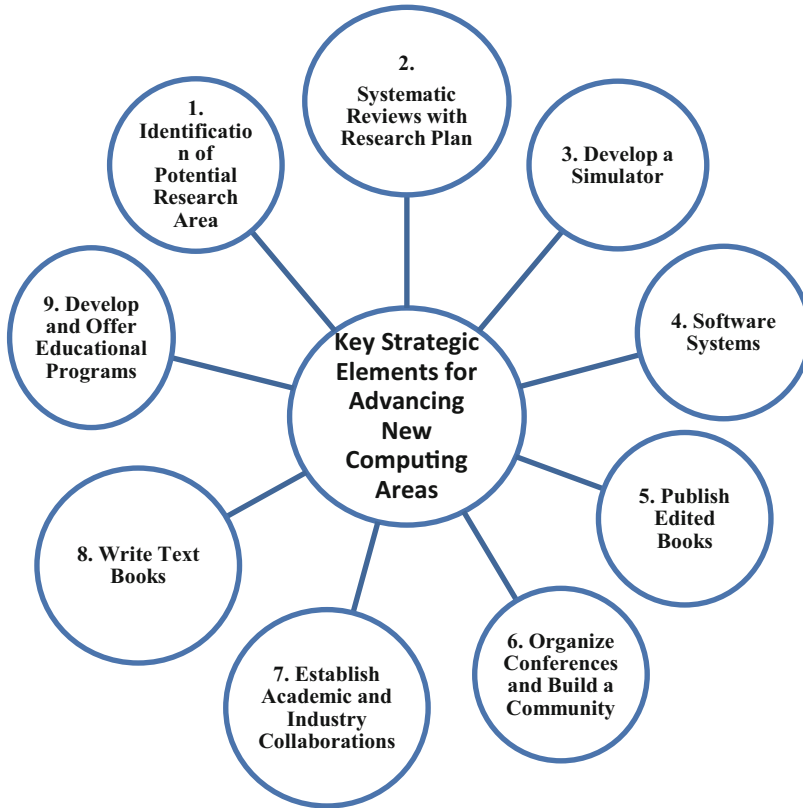 1.
Identificatio
n of
Potential
Research
Area
2.
Systematic
Reviews with
Research Plan
3. Develop a
Simulator
4. Software
Systems
5. Publish
Edited
Books
6. Organize
Conferences
and Build a
Community
7. Establish
Academic and
Industry
Collaborations
8. Write Text
Books
9. Develop
and Offer
Educational
Programs
Key Strategic
Elements for
Advancing
New
Computing
Areas